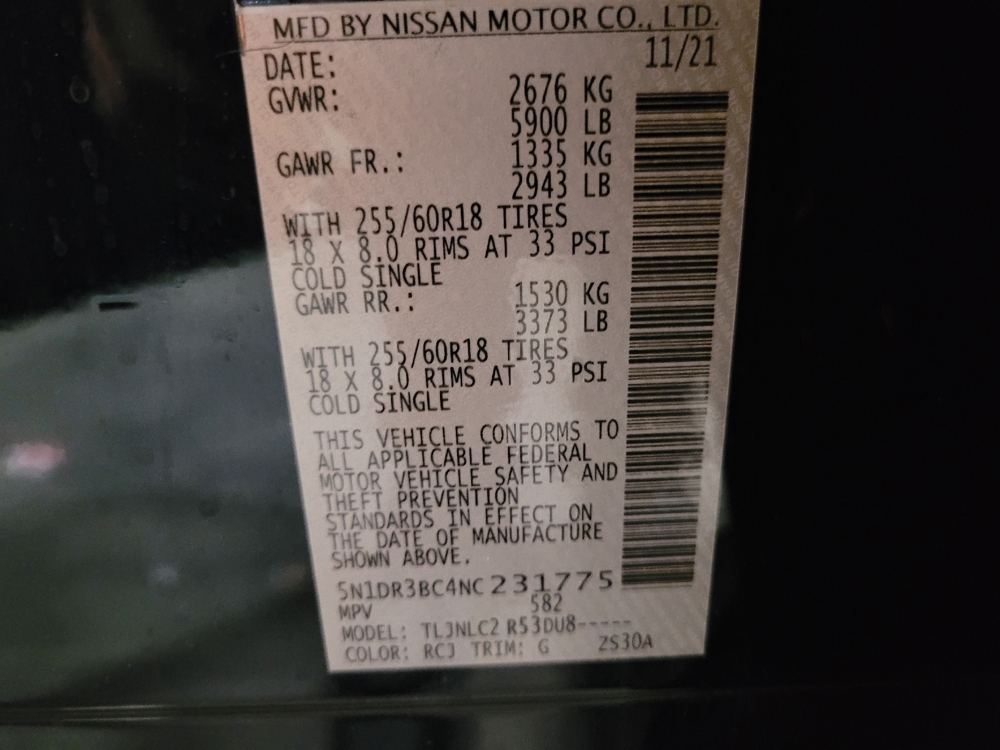 MFD BY NISSAN MOTOR CO., LTD.
DATE: 11/21
GVWR: 2676 KG
5900 LB
GAWR FR.: 1335 KG
2943 LB
WITH 255/60R18 TIRES
18 X 8.0 RIMS AT 33 PSI
COLD SINGLE
GAWR RR.: 1530 KG
3373 LB
WITH 255/60R18 TIRES
18 X 8.0 RIMS AT 33 PSI
COLD SINGLE
THIS VEHICLE CONFORMS TO
ALL APPLICABLE FEDERAL
MOTOR VEHICLE SAFETY AND
THEFT PREVENTION
STANDARDS IN EFFECT ON
THE DATE OF MANUFACTURE
SHOWN ABOVE.
5N1DR3BC4NC231775
MPV 582
MODEL: TLJNLC2 R53DU8-----
COLOR: RCJ TRIM: G ZS30A